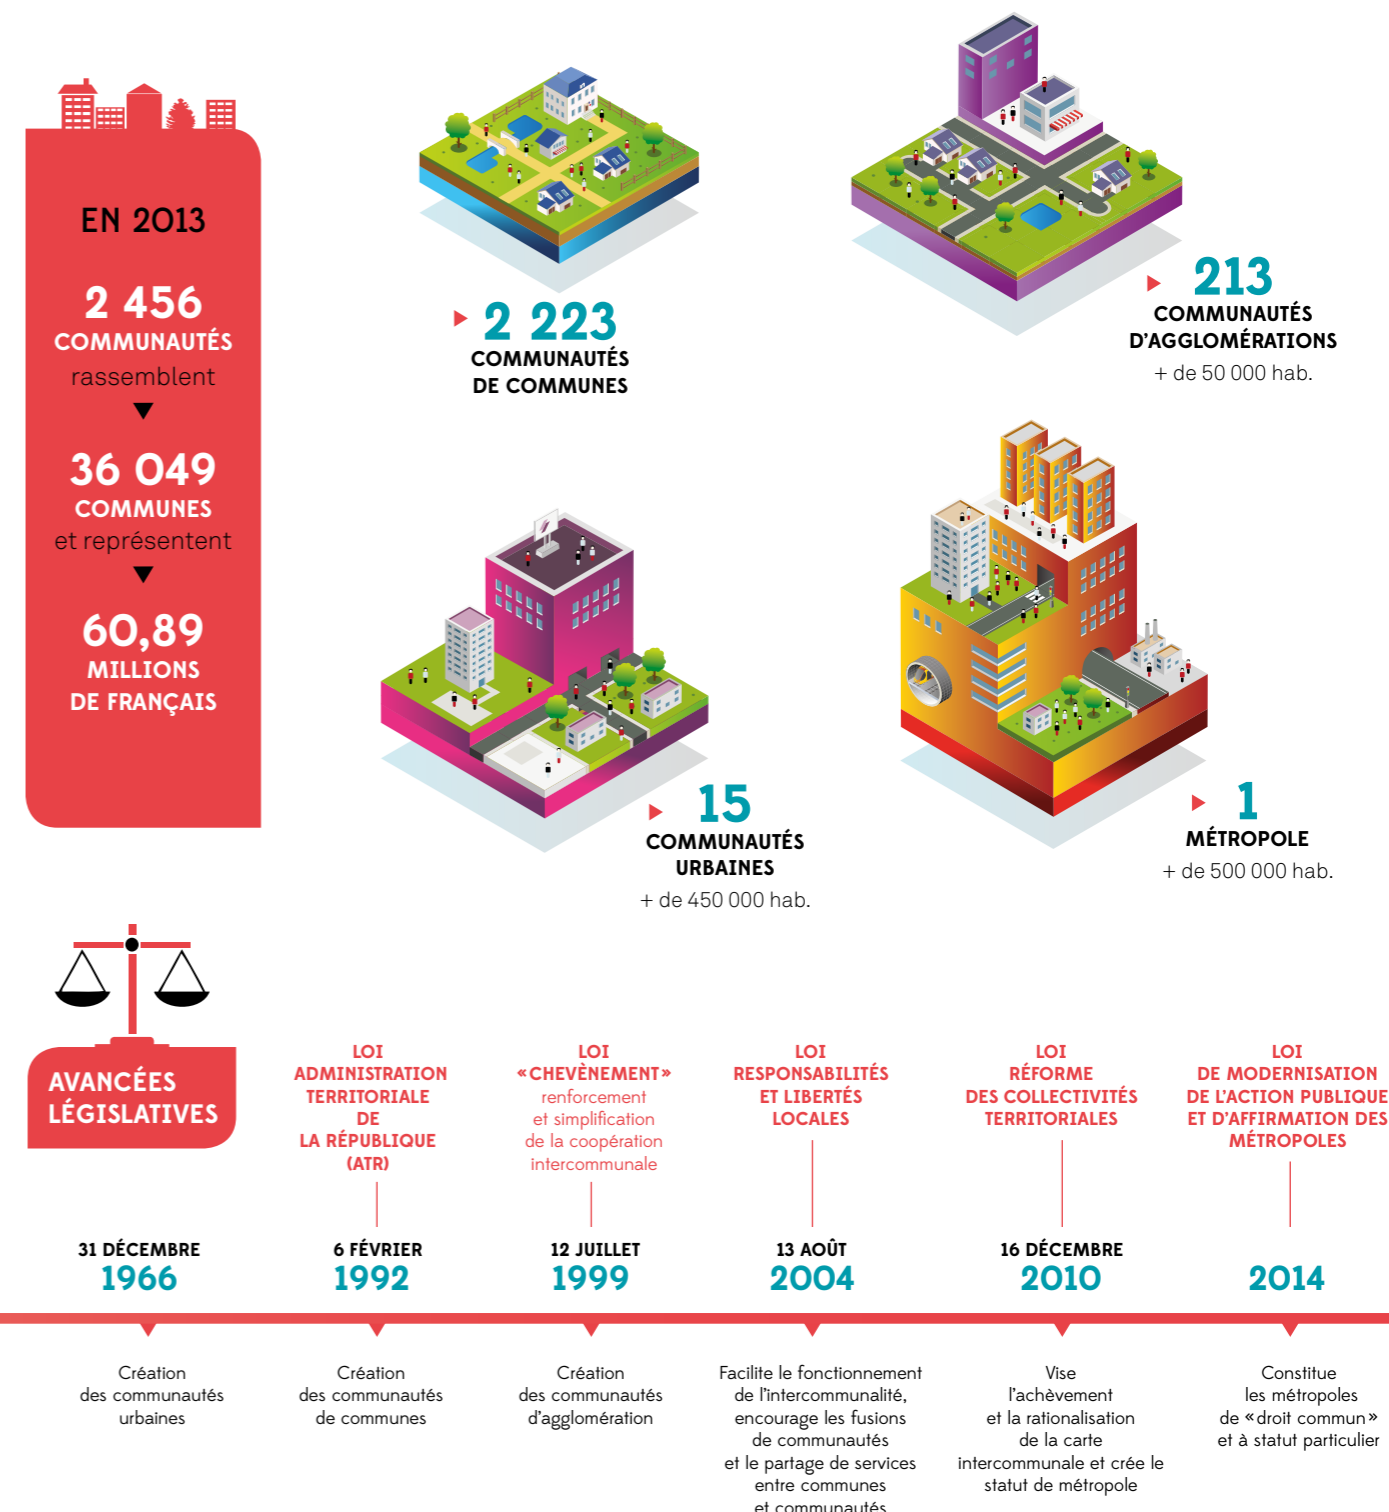 EN 2013
2 456
COMMUNAUTÉS
rassemblent
36 049
COMMUNES
et représentent
60,89
MILLIONS
DE FRANÇAIS
2 223
COMMUNAUTÉS
DE COMMUNES
213
COMMUNAUTÉS
D'AGGLOMÉRATIONS
+ de 50 000 hab.
15
COMMUNAUTÉS
URBAINES
+ de 450 000 hab.
1
MÉTROPOLE
+ de 500 000 hab.
AVANCÉES
LÉGISLATIVES
31 DÉCEMBRE
1966
Création
des communautés
urbaines
LOI
ADMINISTRATION
TERRITORIALE
DE
LA RÉPUBLIQUE
(ATR)
6 FÉVRIER
1992
Création
des communautés
de communes
LOI
«CHEVÈNEMENT»
renforcement
et simplification
de la coopération
intercommunale
12 JUILLET
1999
Création
des communautés
d'agglomération
LOI
RESPONSABILITÉS
ET LIBERTÉS
LOCALES
13 AOÛT
2004
Facilite le fonctionnement
de l'intercommunalité,
encourage les fusions
de communautés
et le partage de services
entre communes
et communautés
LOI
RÉFORME
DES COLLECTIVITÉS
TERRITORIALES
16 DÉCEMBRE
2010
Vise
l'achèvement
et la rationalisation
de la carte
intercommunale et crée le
statut de métropole
LOI
DE MODERNISATION
DE L'ACTION PUBLIQUE
ET D'AFFIRMATION DES
MÉTROPOLES
2014
Constitue
les métropoles
de «droit commun»
et à statut particulier